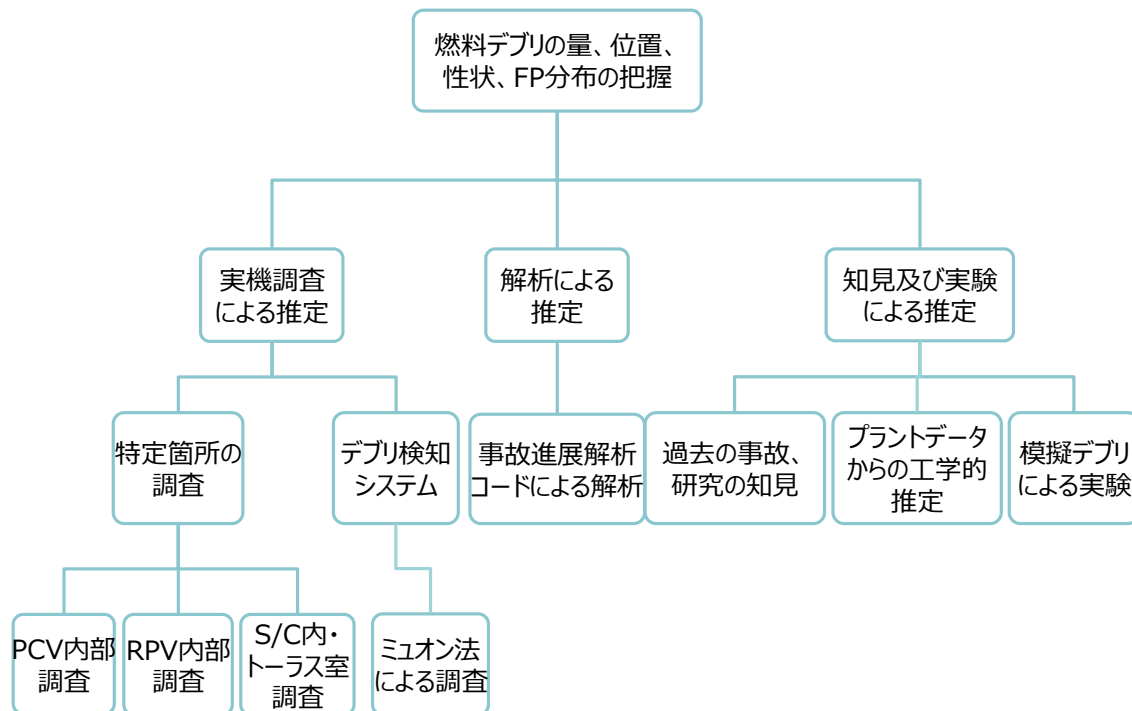 燃料デブリの量、位置、
性状、FP分布の把握
実機調査
による推定
解析による
推定
知見及び実験
による推定
特定箇所の
調査
デブリ検知
システム
事故進展解析
コードによる解析
過去の事故、
研究の知見
プラントデータ
からの工学的
推定
模擬デブリ
による実験
PCV内部
調査
RPV内部
調査
S/C内・
トーラス室
調査
ミュオン法
による調査